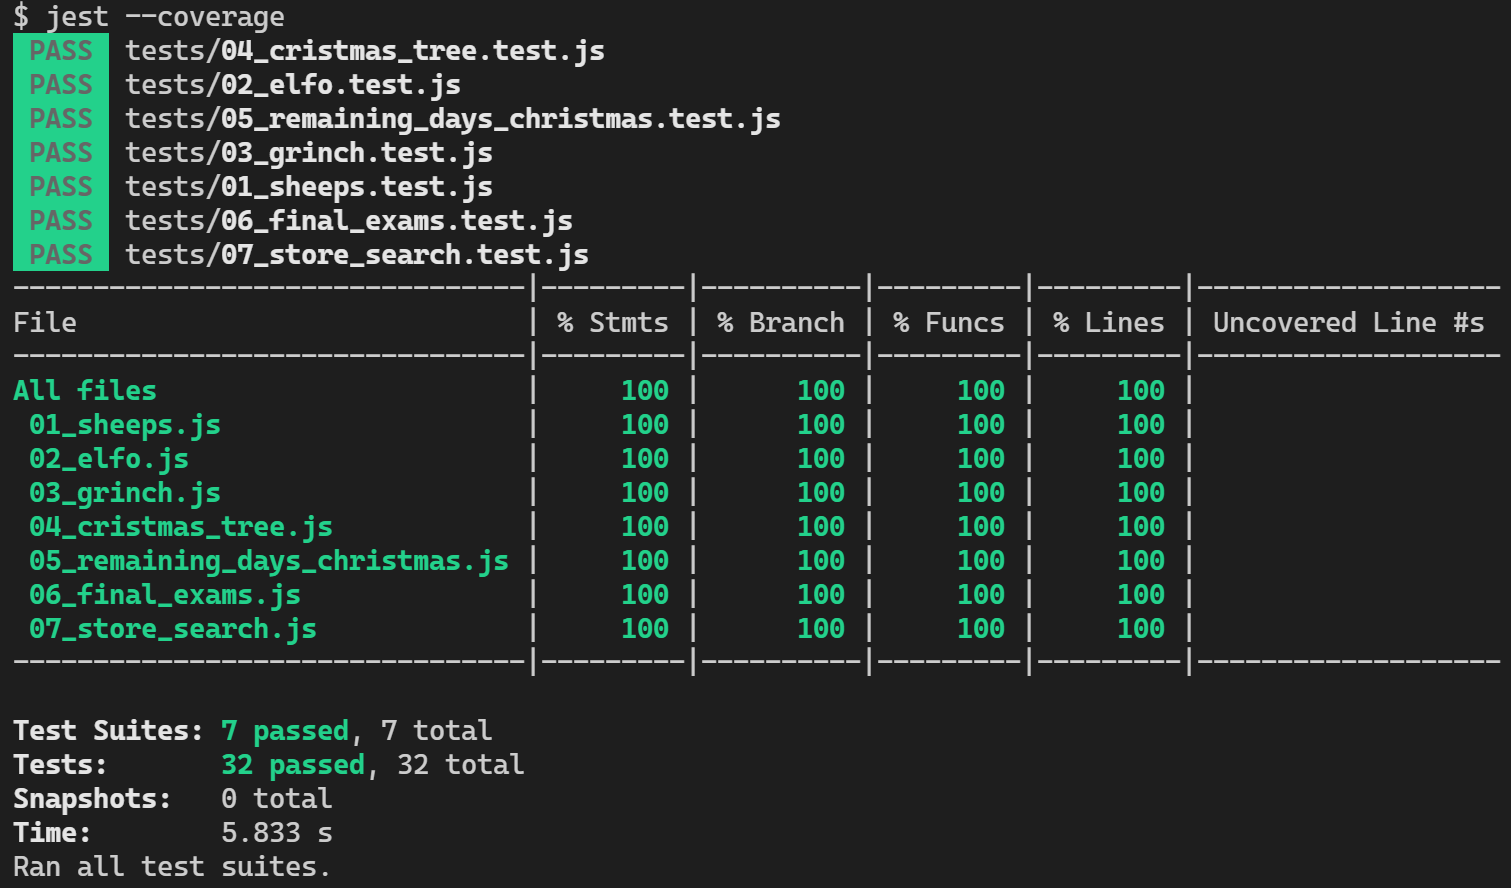 $ jest --coverage
PASS tests/04_cristmas_tree.test.js
PASS tests/02_elfo.test.js
PASS tests/05_remaining_days_christmas.test.js
PASS tests/03_grinch.test.js
PASS tests/01_sheeps.test.js
PASS tests/06_final_exams.test.js
PASS tests/07_store_search.test.js
--------------------------------|---------|----------|---------|---------|-------------------
File                            | % Stmts | % Branch | % Funcs | % Lines | Uncovered Line #s
--------------------------------|---------|----------|---------|---------|-------------------
All files                       |     100 |      100 |     100 |     100 |
 01_sheeps.js                   |     100 |      100 |     100 |     100 |
 02_elfo.js                     |     100 |      100 |     100 |     100 |
 03_grinch.js                   |     100 |      100 |     100 |     100 |
 04_cristmas_tree.js            |     100 |      100 |     100 |     100 |
 05_remaining_days_christmas.js |     100 |      100 |     100 |     100 |
 06_final_exams.js              |     100 |      100 |     100 |     100 |
 07_store_search.js             |     100 |      100 |     100 |     100 |
--------------------------------|---------|----------|---------|---------|-------------------
Test Suites: 7 passed, 7 total
Tests:       32 passed, 32 total
Snapshots:   0 total
Time:        5.833 s
Ran all test suites.